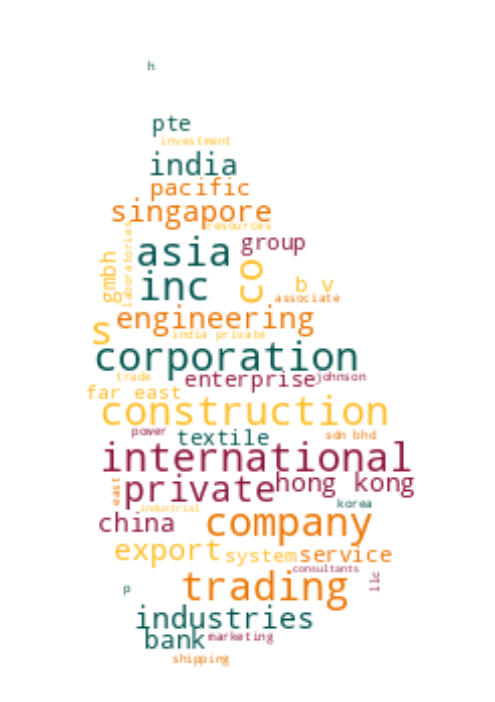 h
pte
investment
india
pacific
singapore
resources
laboratories
asia
group
gmbh
inc
co
b v
associate
engineering
s
india private
corporation
trade
enterprise
johnson
far east
construction
power
textile
sdn bhd
international
east
private
hong kong
korea
industrial
china
company
export
system
service
consultants
p
trading
llc
industries
bank
marketing
shipping